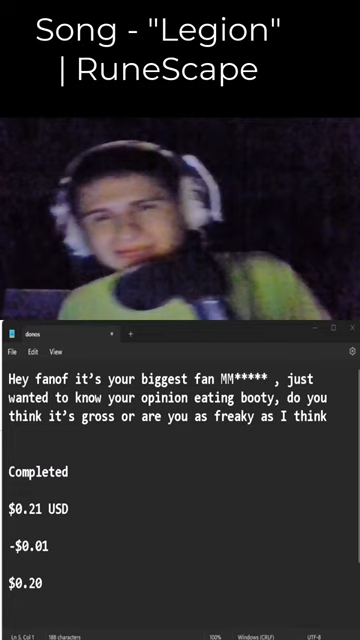 Song - "Legion"
| RuneScape
donos
File Edit View
Hey fanof it’s your biggest fan MM***** , just
wanted to know your opinion eating booty, do you
think it’s gross or are you as freaky as I think
Completed
$0.21 USD
-$0.01
$0.20
Ln 5, Col 1 188 characters 100% Windows (CRLF) UTF-8